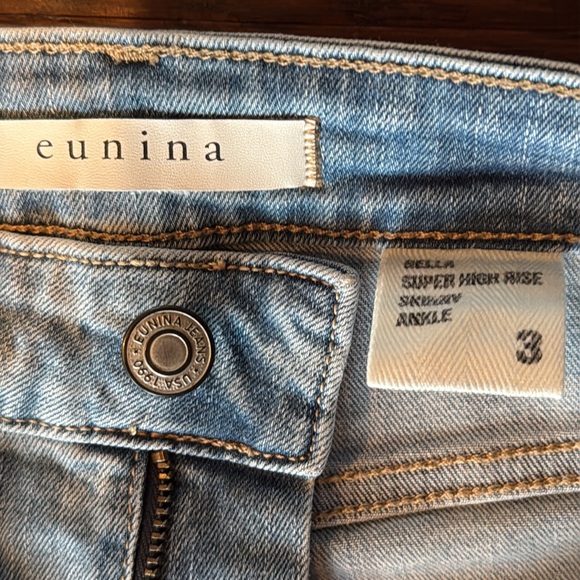 eunina
EUNINA JEANS
USA 1990
BELLA
SUPER HIGH RISE
SKINNY
ANKLE
3